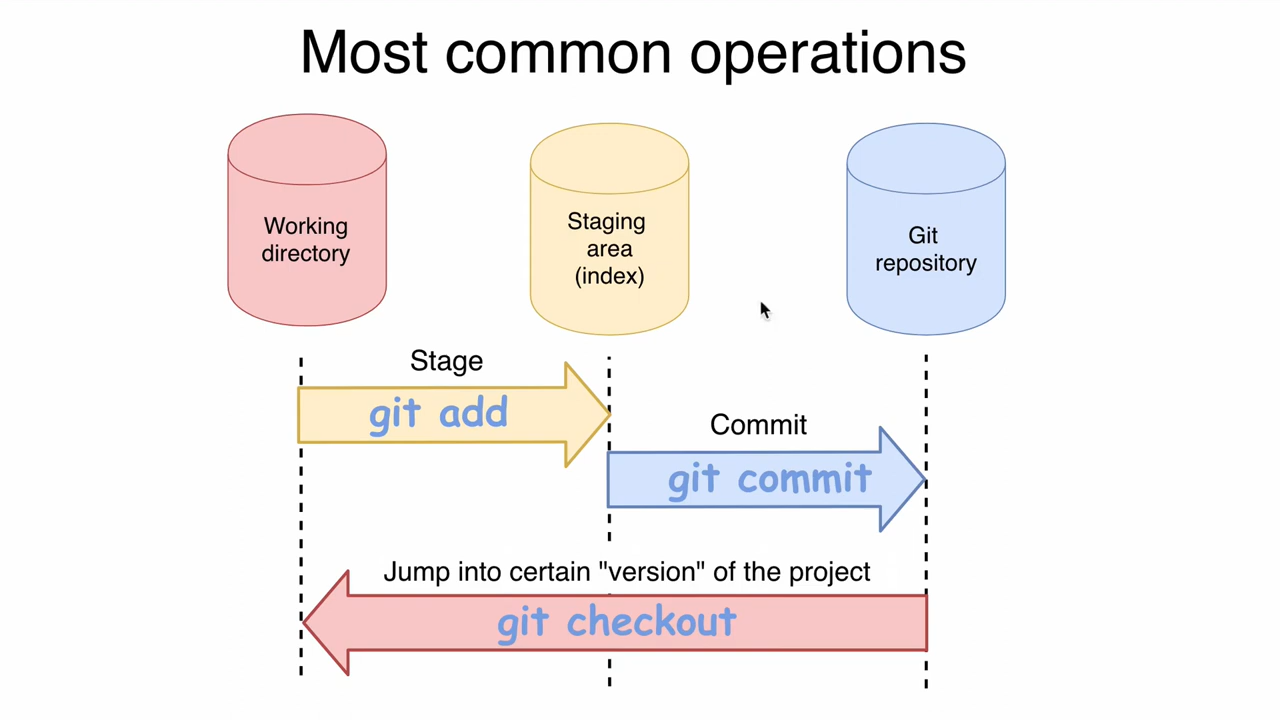 Most common operations
Working
directory
Staging
area
(index)
Git
repository
Stage
git add
Commit
git commit
Jump into certain "version" of the project
git checkout